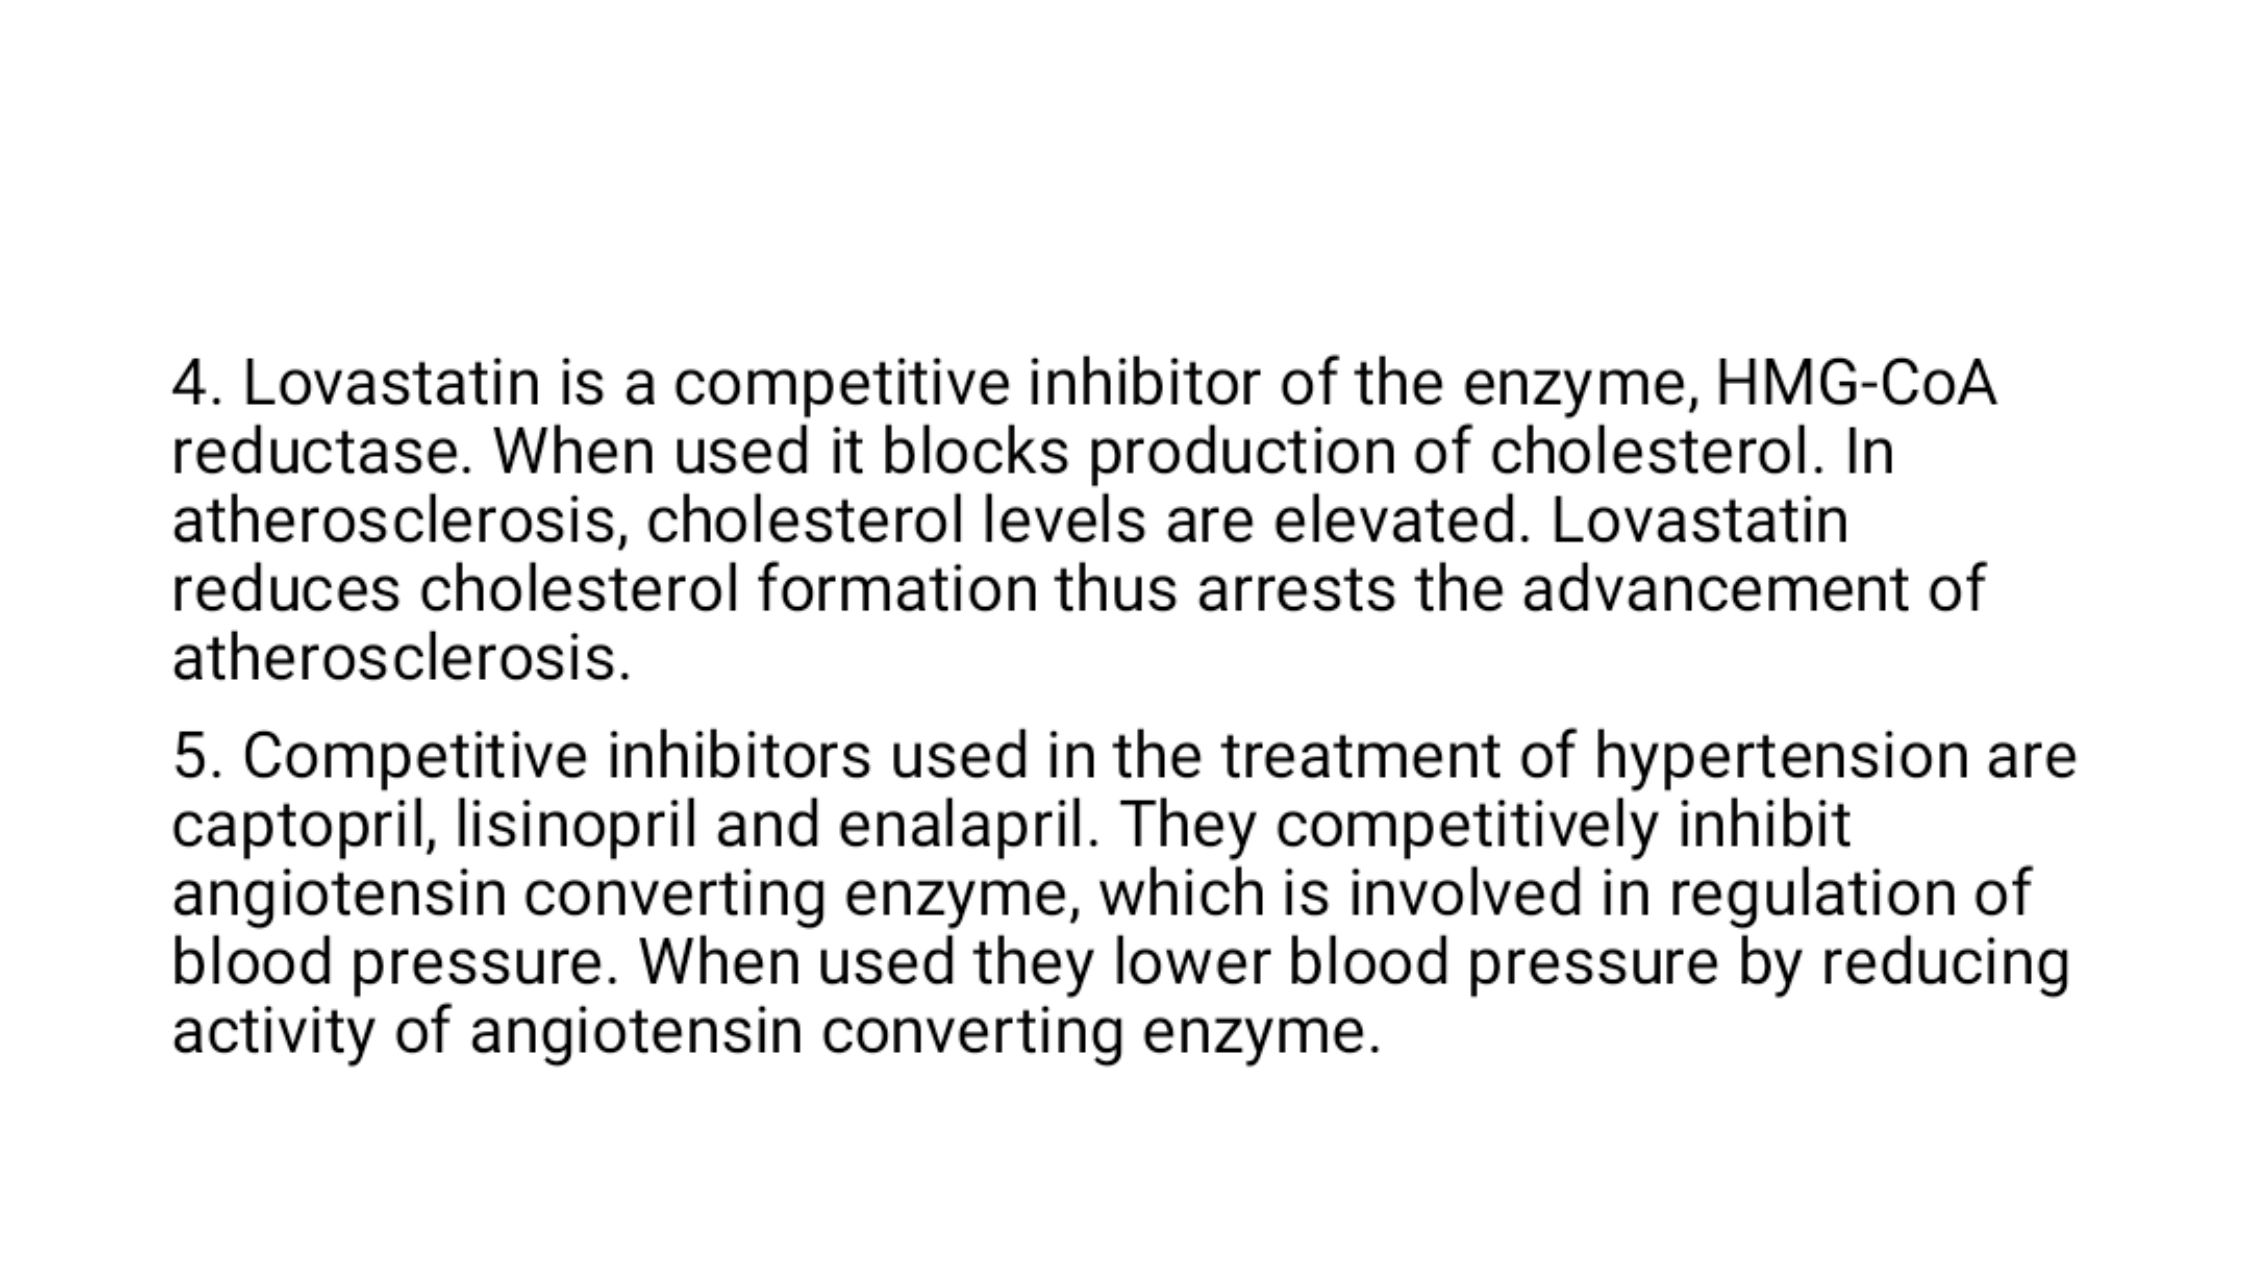 4. Lovastatin is a competitive inhibitor of the enzyme, HMG-CoA
reductase. When used it blocks production of cholesterol. In
atherosclerosis, cholesterol levels are elevated. Lovastatin
reduces cholesterol formation thus arrests the advancement of
atherosclerosis.
5. Competitive inhibitors used in the treatment of hypertension are
captopril, lisinopril and enalapril. They competitively inhibit
angiotensin converting enzyme, which is involved in regulation of
blood pressure. When used they lower blood pressure by reducing
activity of angiotensin converting enzyme.